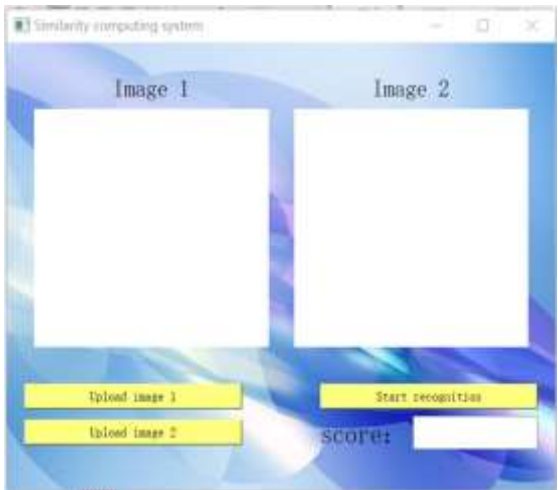 Similarity computing system
Image 1
Image 2
Upload image 1
Start recognition
Upload image 2
score: